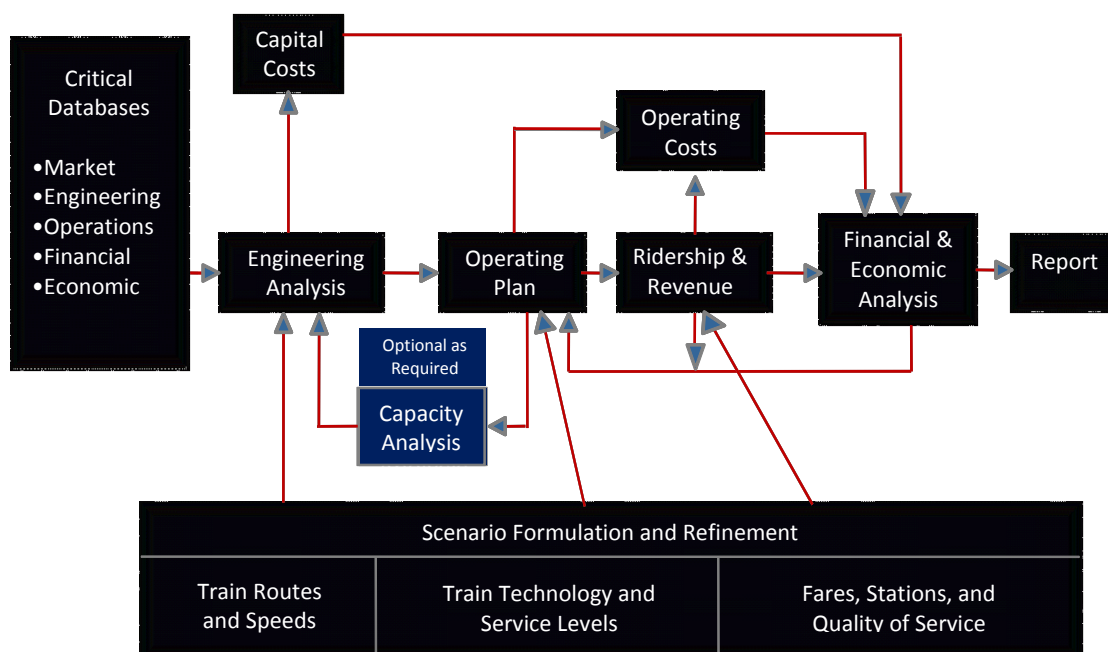 Critical
Databases
•Market
•Engineering
•Operations
•Financial
•Economic
Capital
Costs
Operating
Costs
Engineering
Analysis
Operating
Plan
Ridership &
Revenue
Financial &
Economic
Analysis
Report
Optional as
Required
Capacity
Analysis
Scenario Formulation and Refinement
Train Routes
and Speeds
Train Technology and
Service Levels
Fares, Stations, and
Quality of Service